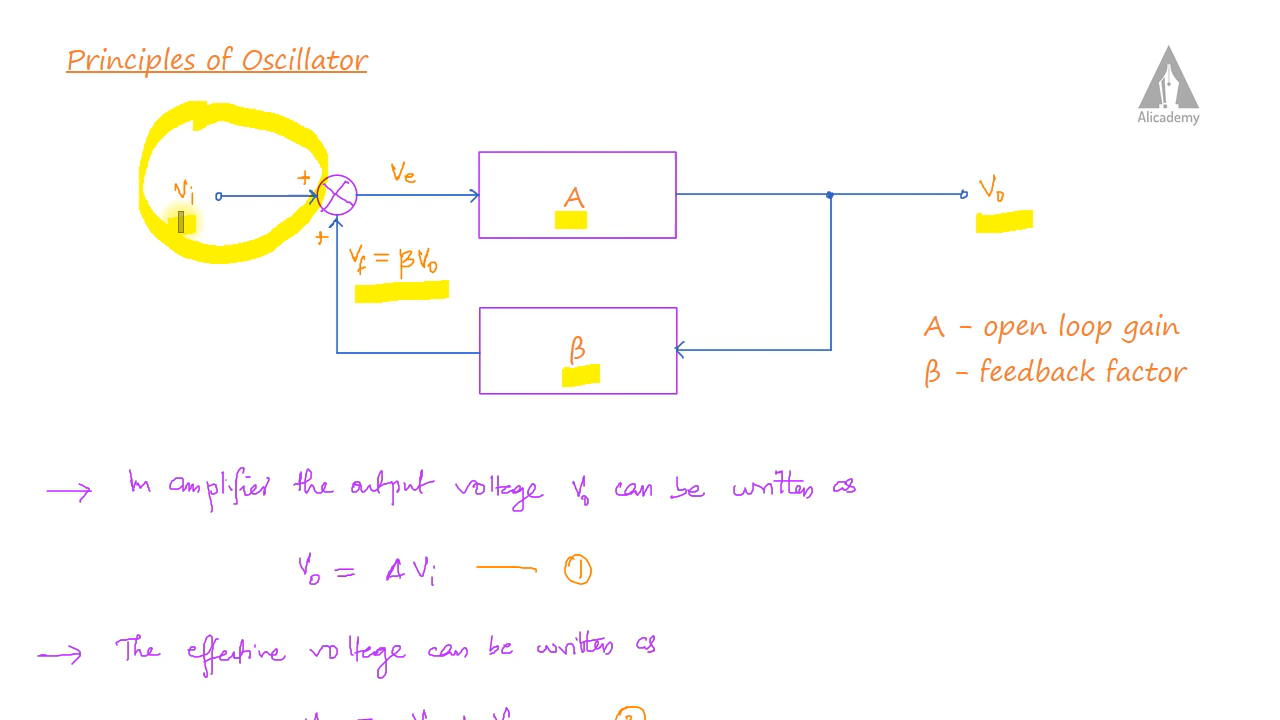 Principles of Oscillator
Alicademy
Vi
+
Ve
A
Vo
+
Vf = βVo
β
A - open loop gain
β - feedback factor
→ In amplifier the output voltage Vo can be written as
Vo = A Vi —— ①
→ The effective voltage can be written as